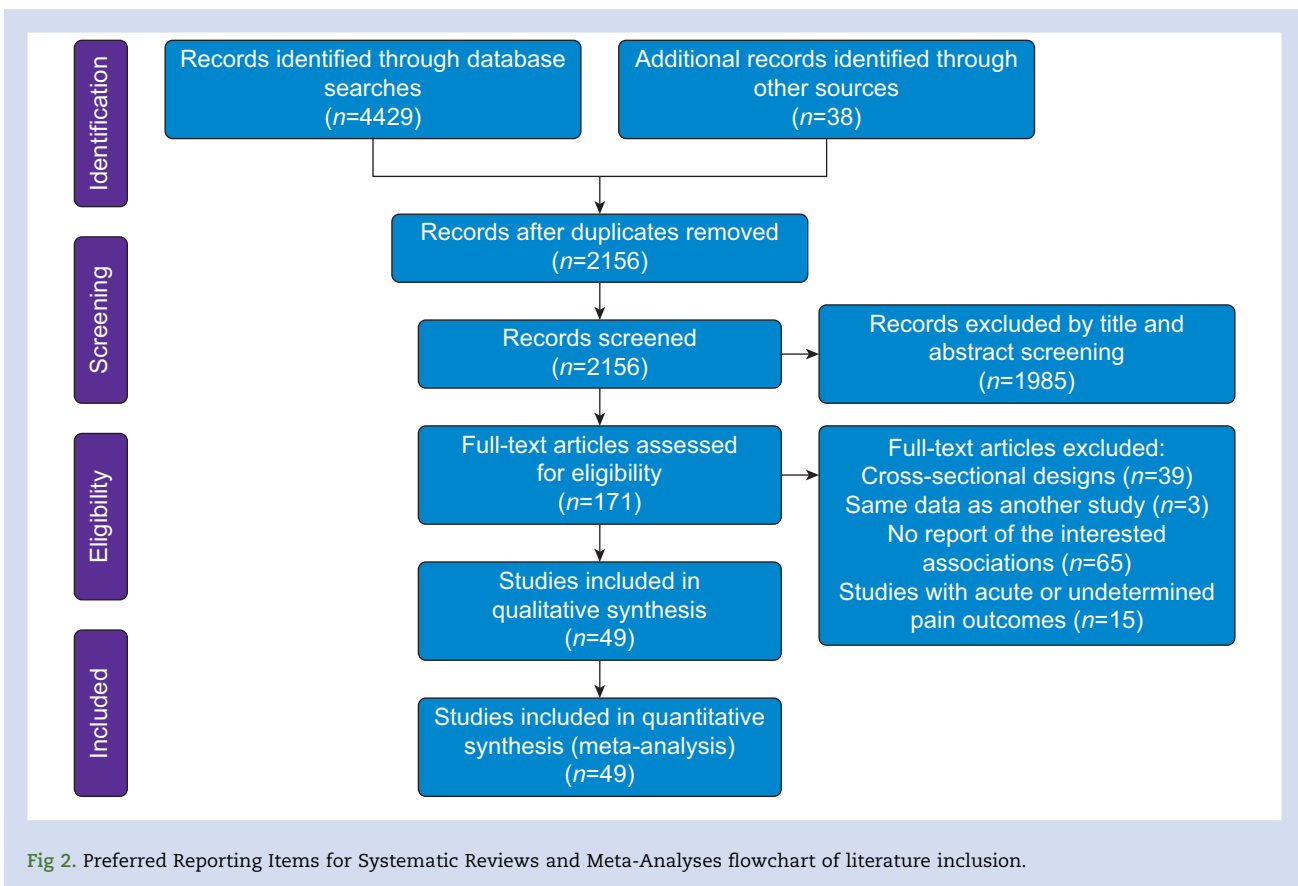 Identification
Records identified through database
searches
(n=4429)
Additional records identified through
other sources
(n=38)
Screening
Records after duplicates removed
(n=2156)
Records screened
(n=2156)
Records excluded by title and
abstract screening
(n=1985)
Eligibility
Full-text articles assessed
for eligibility
(n=171)
Full-text articles excluded:
Cross-sectional designs (n=39)
Same data as another study (n=3)
No report of the interested
associations (n=65)
Studies with acute or undetermined
pain outcomes (n=15)
Studies included in
qualitative synthesis
(n=49)
Included
Studies included in quantitative
synthesis (meta-analysis)
(n=49)
Fig 2. Preferred Reporting Items for Systematic Reviews and Meta-Analyses flowchart of literature inclusion.